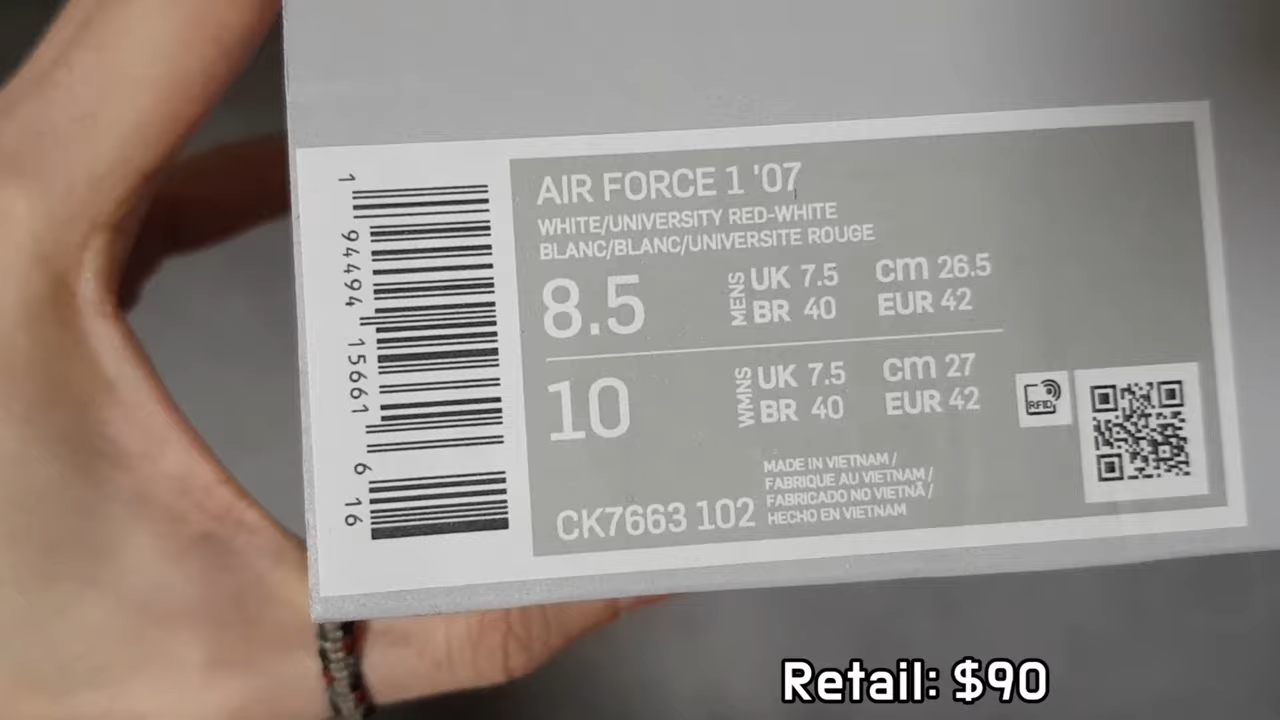 1
94494
15661
6
16
AIR FORCE 1 '07
WHITE/UNIVERSITY RED-WHITE
BLANC/BLANC/UNIVERSITE ROUGE
8.5
MENS
UK 7.5
cm 26.5
BR 40
EUR 42
10
WMNS
UK 7.5
cm 27
BR 40
EUR 42
RFID
MADE IN VIETNAM /
FABRIQUE AU VIETNAM /
FABRICADO NO VIETNÃ /
HECHO EN VIETNAM
CK7663 102
Retail: $90